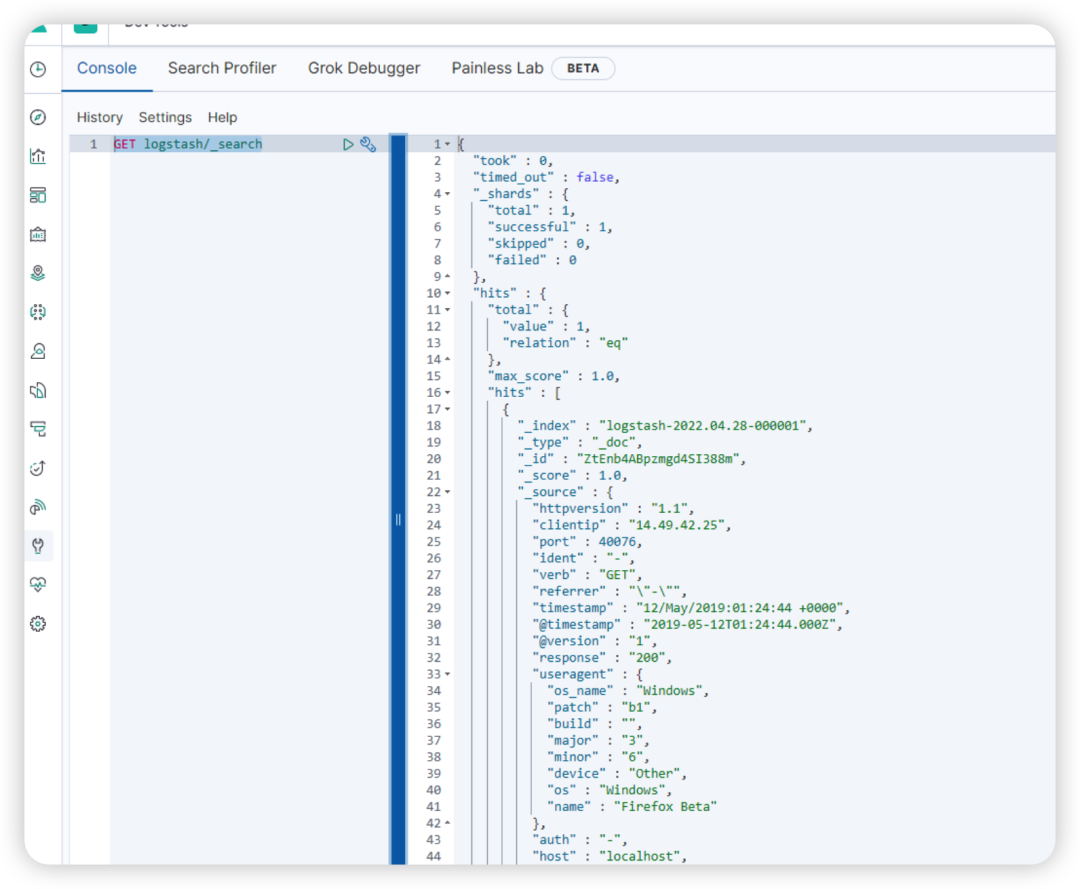 Dev Tools
Console Search Profiler Grok Debugger Painless Lab BETA
History Settings Help
1 GET logstash/_search
1 {
2 "took" : 0,
3 "timed_out" : false,
4 "_shards" : {
5 "total" : 1,
6 "successful" : 1,
7 "skipped" : 0,
8 "failed" : 0
9 },
10 "hits" : {
11 "total" : {
12 "value" : 1,
13 "relation" : "eq"
14 },
15 "max_score" : 1.0,
16 "hits" : [
17 {
18 "_index" : "logstash-2022.04.28-000001",
19 "_type" : "_doc",
20 "_id" : "ZtEnb4ABpzmgd4SI388m",
21 "_score" : 1.0,
22 "_source" : {
23 "httpversion" : "1.1",
24 "clientip" : "14.49.42.25",
25 "port" : 40076,
26 "ident" : "-",
27 "verb" : "GET",
28 "referrer" : "\"-\"",
29 "timestamp" : "12/May/2019:01:24:44 +0000",
30 "@timestamp" : "2019-05-12T01:24:44.000Z",
31 "@version" : "1",
32 "response" : "200",
33 "useragent" : {
34 "os_name" : "Windows",
35 "patch" : "b1",
36 "build" : "",
37 "major" : "3",
38 "minor" : "6",
39 "device" : "Other",
40 "os" : "Windows",
41 "name" : "Firefox Beta"
42 },
43 "auth" : "-",
44 "host" : "localhost",